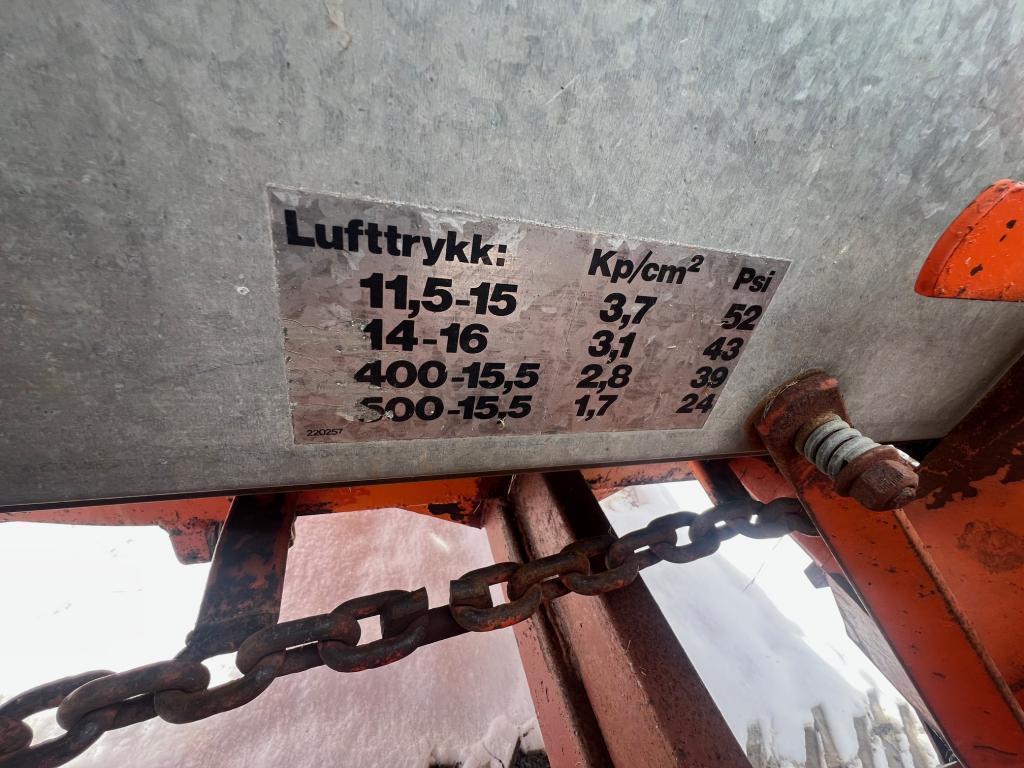 Lufttrykk: Kp/cm² Psi
11,5-15 3,7 52
14-16 3,1 43
400-15,5 2,8 39
500-15,5 1,7 24
220257